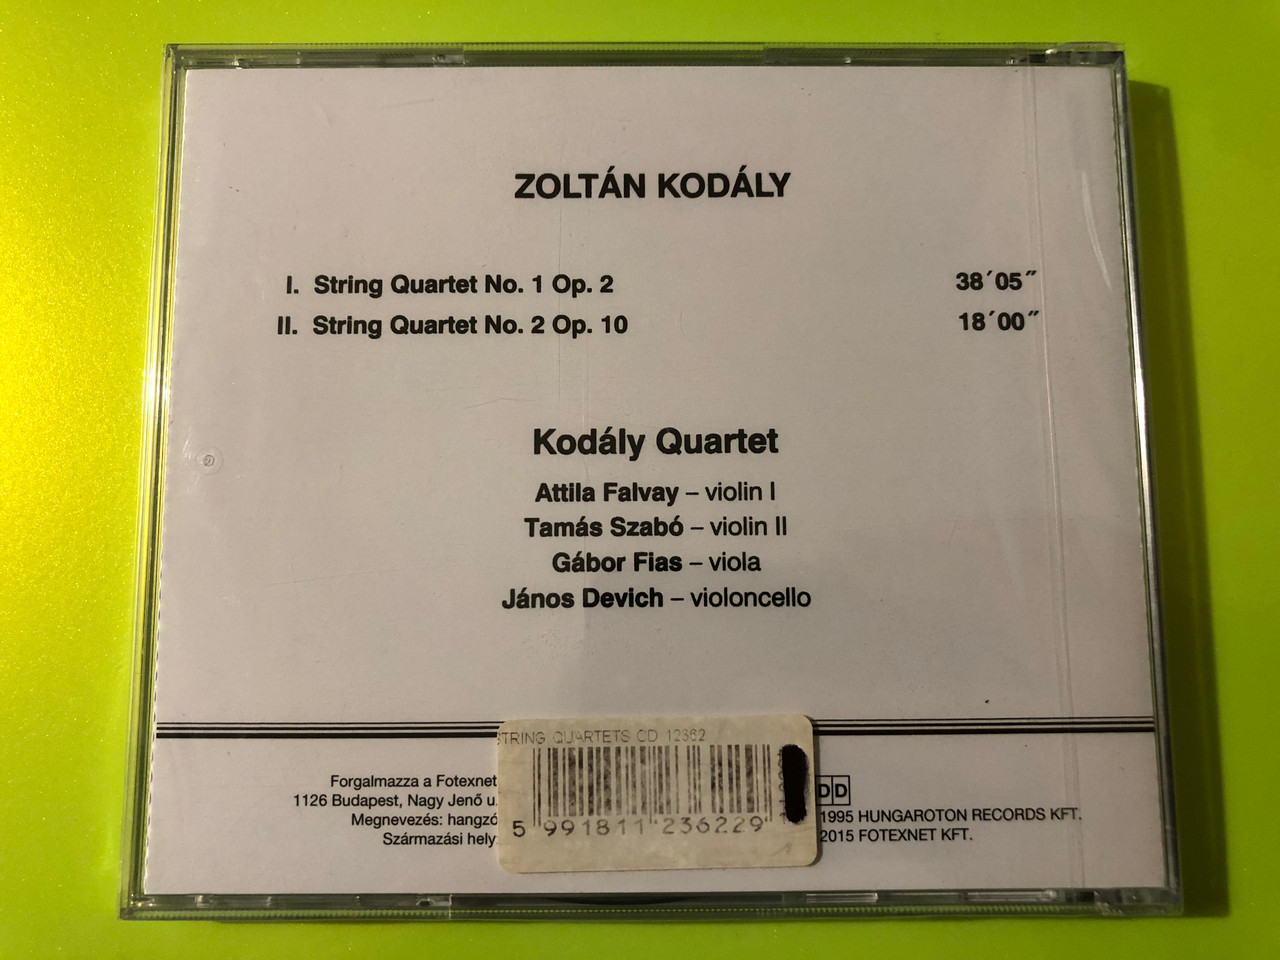 ZOLTÁN KODÁLY
I. String Quartet No. 1 Op. 2 38´05˝
II. String Quartet No. 2 Op. 10 18´00˝
Kodály Quartet
Attila Falvay – violin I
Tamás Szabó – violin II
Gábor Fias – viola
János Devich – violoncello
STRING QUARTETS CD 12362
5 991811 236229
Forgalmazza a Fotexnet
1126 Budapest, Nagy Jenő u.
Megnevezés: hangzó
Származási hely:
DD
1995 HUNGAROTON RECORDS KFT.
2015 FOTEXNET KFT.